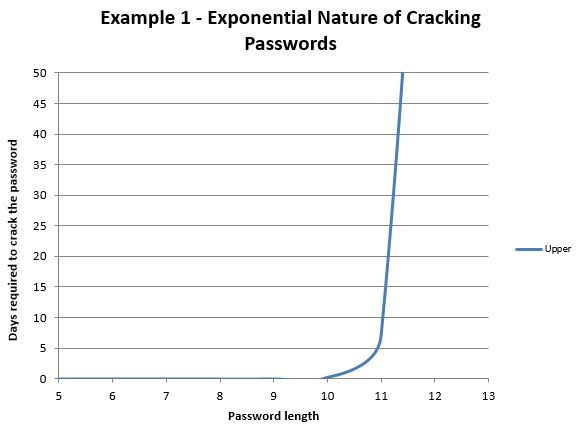 Example 1 - Exponential Nature of Cracking
Passwords
50
45
40
35
30
25
20
15
10
5
0
Days required to crack the password
Upper
5 6 7 8 9 10 11 12 13
Password length